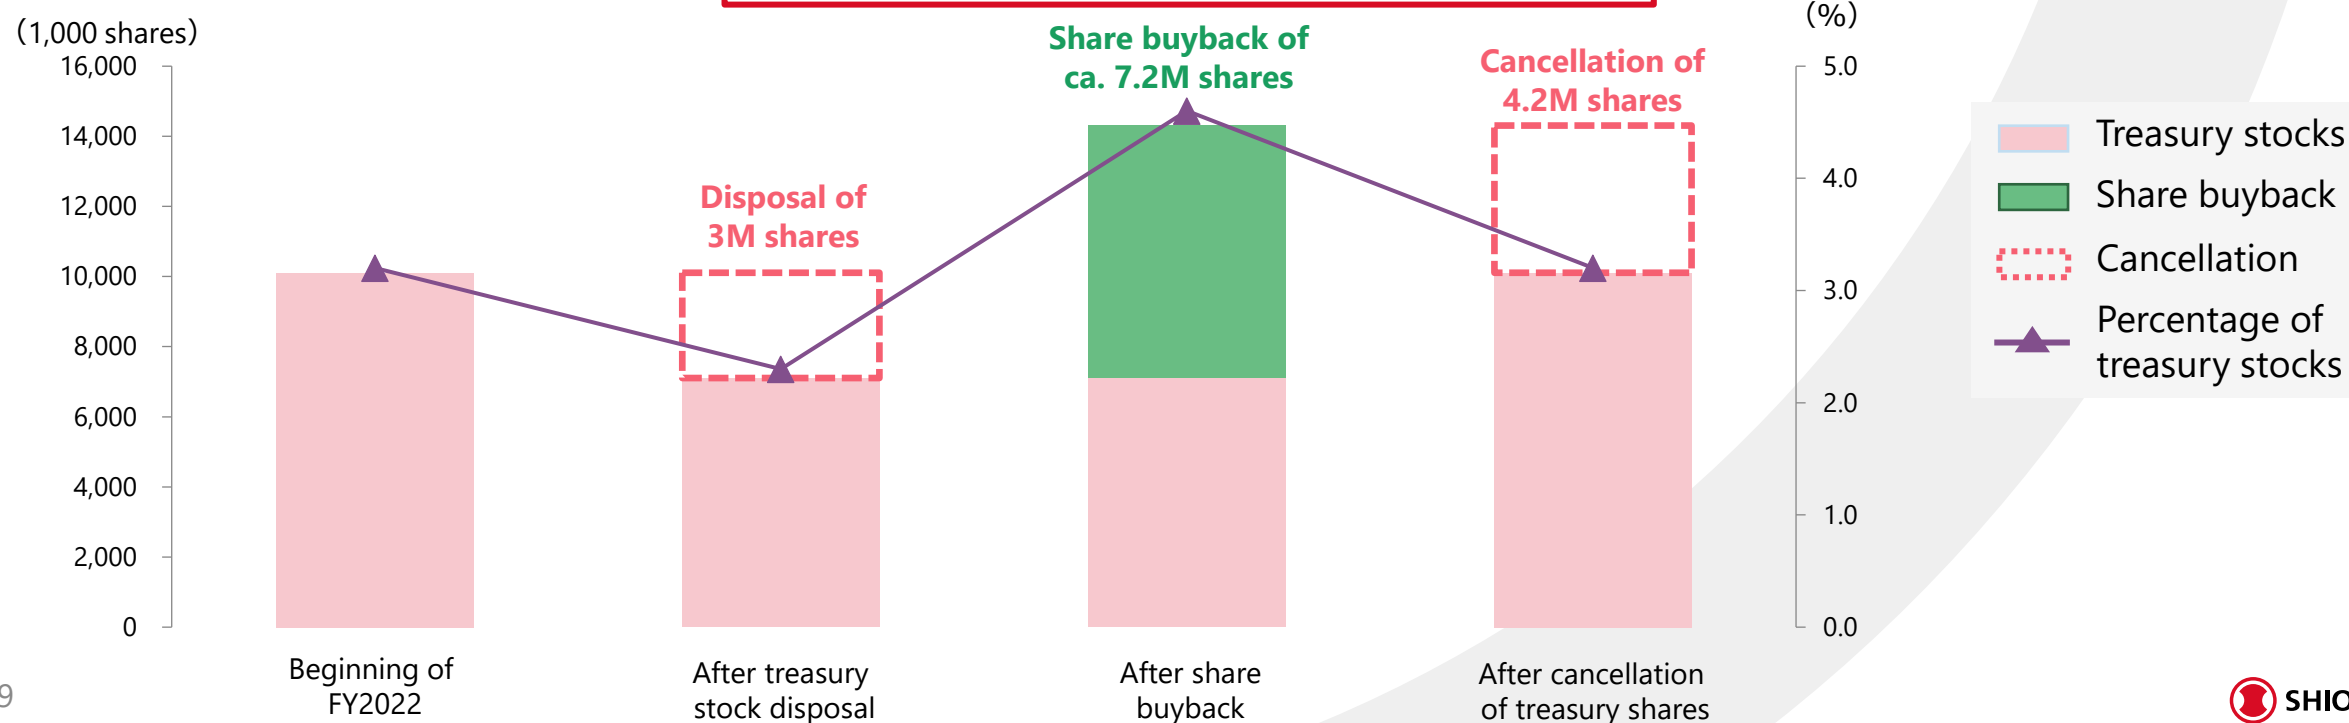 (1,000 shares)
16,000
14,000
12,000
10,000
8,000
6,000
4,000
2,000
0
Share buyback of
ca. 7.2M shares
Cancellation of
4.2M shares
Disposal of
3M shares
(%)
5.0
4.0
3.0
2.0
1.0
0.0
Treasury stocks
Share buyback
Cancellation
Percentage of
treasury stocks
Beginning of
FY2022
After treasury
stock disposal
After share
buyback
After cancellation
of treasury shares
9